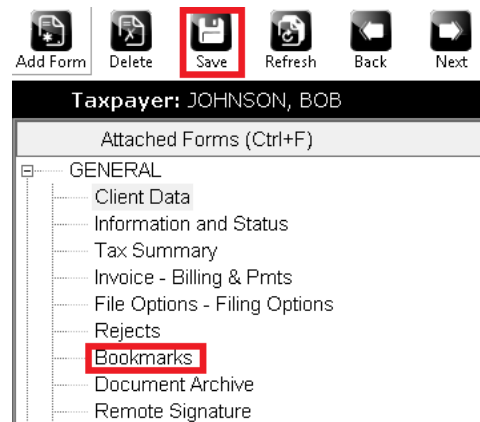 Add Form Delete Save Refresh Back Next
Taxpayer: JOHNSON, BOB
Attached Forms (Ctrl+F)
GENERAL
Client Data
Information and Status
Tax Summary
Invoice - Billing & Pmts
File Options - Filing Options
Rejects
Bookmarks
Document Archive
Remote Signature